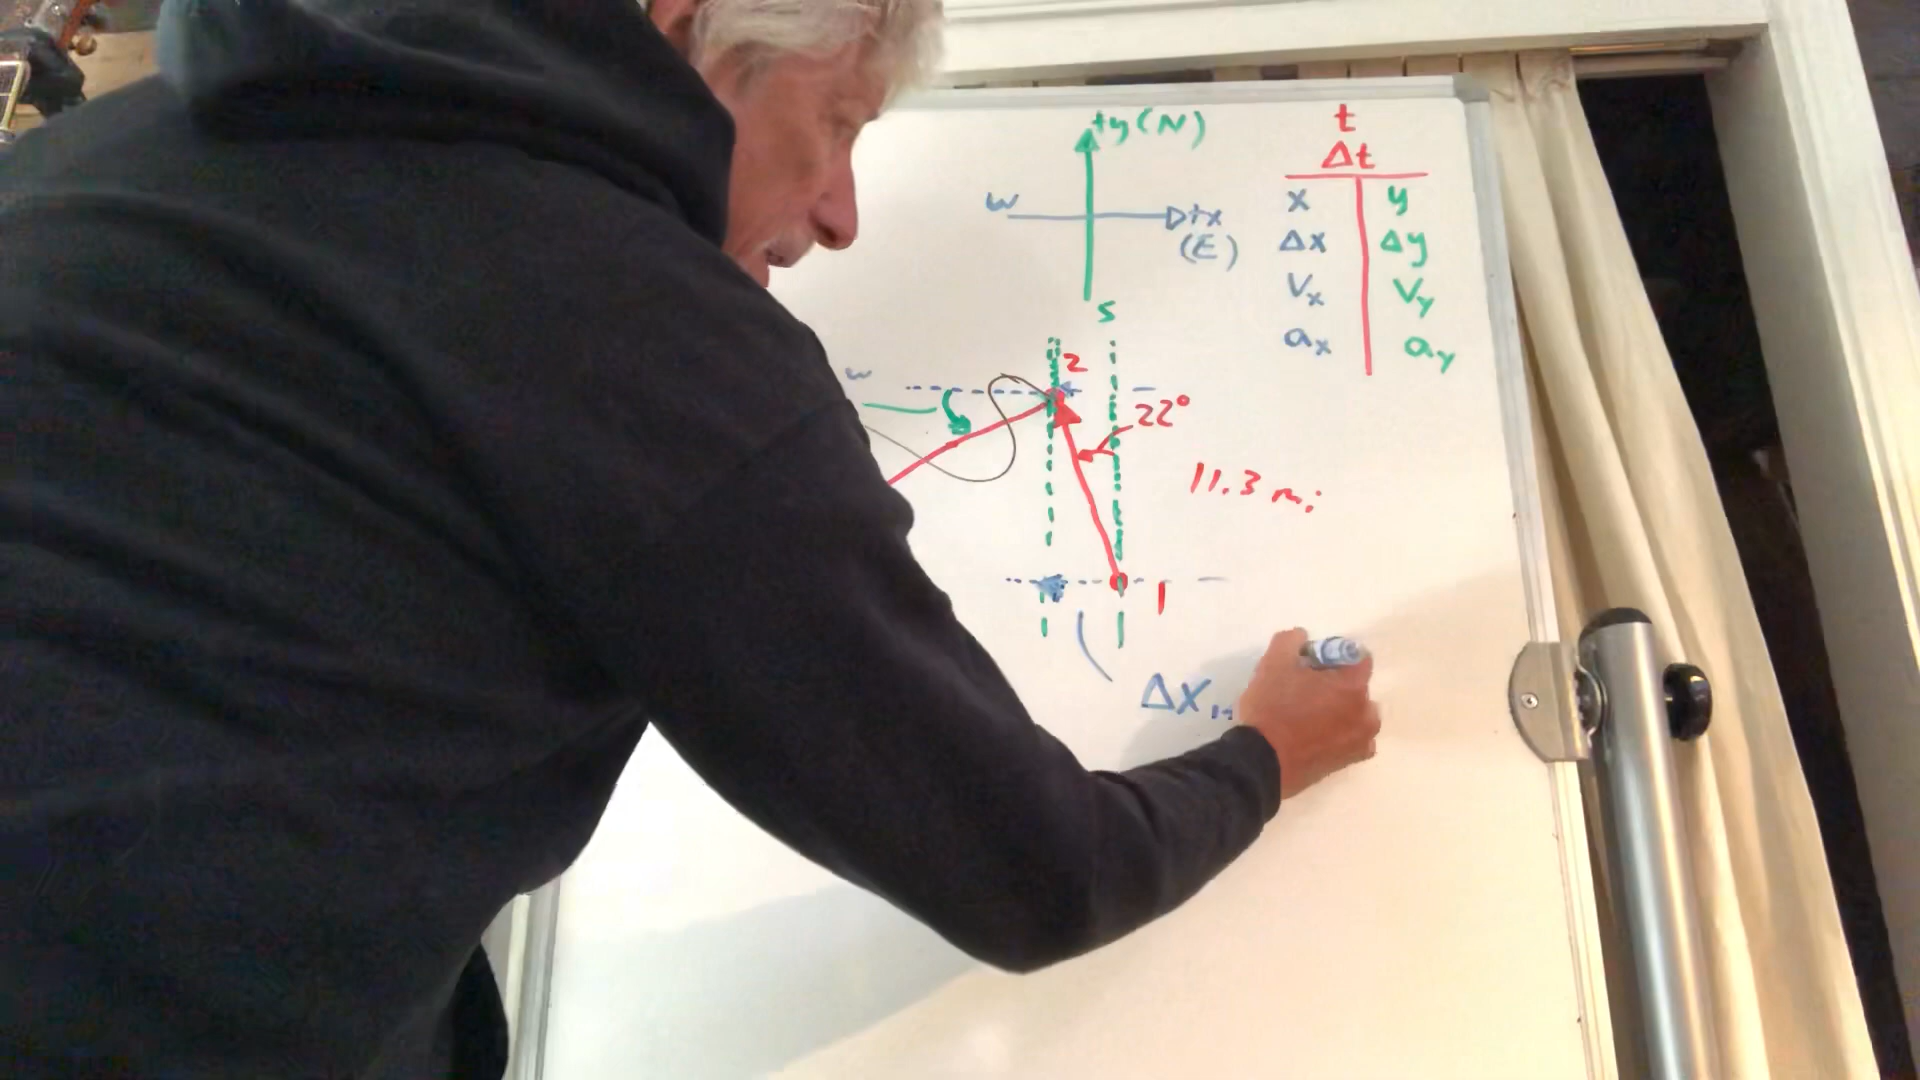 +y (N)
W
+x
(E)
S
t
Δt
x y
Δx Δy
Vx Vy
ax ay
2
w
22°
11.3 mi
1
Δx